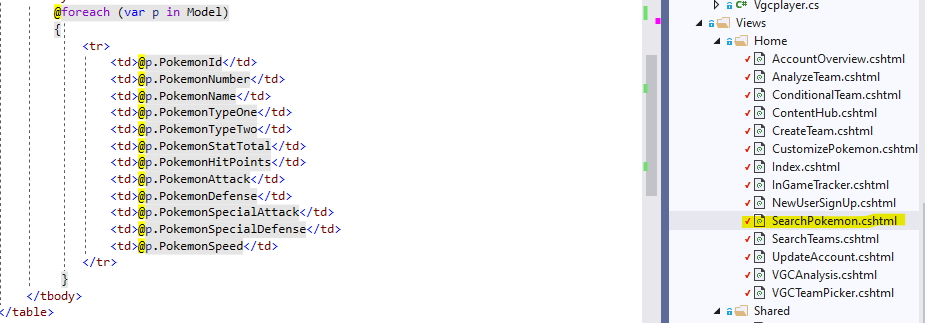 @foreach (var p in Model)
{
<tr>
<td>@p.PokemonId</td>
<td>@p.PokemonNumber</td>
<td>@p.PokemonName</td>
<td>@p.PokemonTypeOne</td>
<td>@p.PokemonTypeTwo</td>
<td>@p.PokemonStatTotal</td>
<td>@p.PokemonHitPoints</td>
<td>@p.PokemonAttack</td>
<td>@p.PokemonDefense</td>
<td>@p.PokemonSpecialAttack</td>
<td>@p.PokemonSpecialDefense</td>
<td>@p.PokemonSpeed</td>
</tr>
}
</tbody>
</table>
C# Vgcplayer.cs
Views
Home
AccountOverview.cshtml
AnalyzeTeam.cshtml
ConditionalTeam.cshtml
ContentHub.cshtml
CreateTeam.cshtml
CustomizePokemon.cshtml
Index.cshtml
InGameTracker.cshtml
NewUserSignUp.cshtml
SearchPokemon.cshtml
SearchTeams.cshtml
UpdateAccount.cshtml
VGCAnalysis.cshtml
VGCTeamPicker.cshtml
Shared